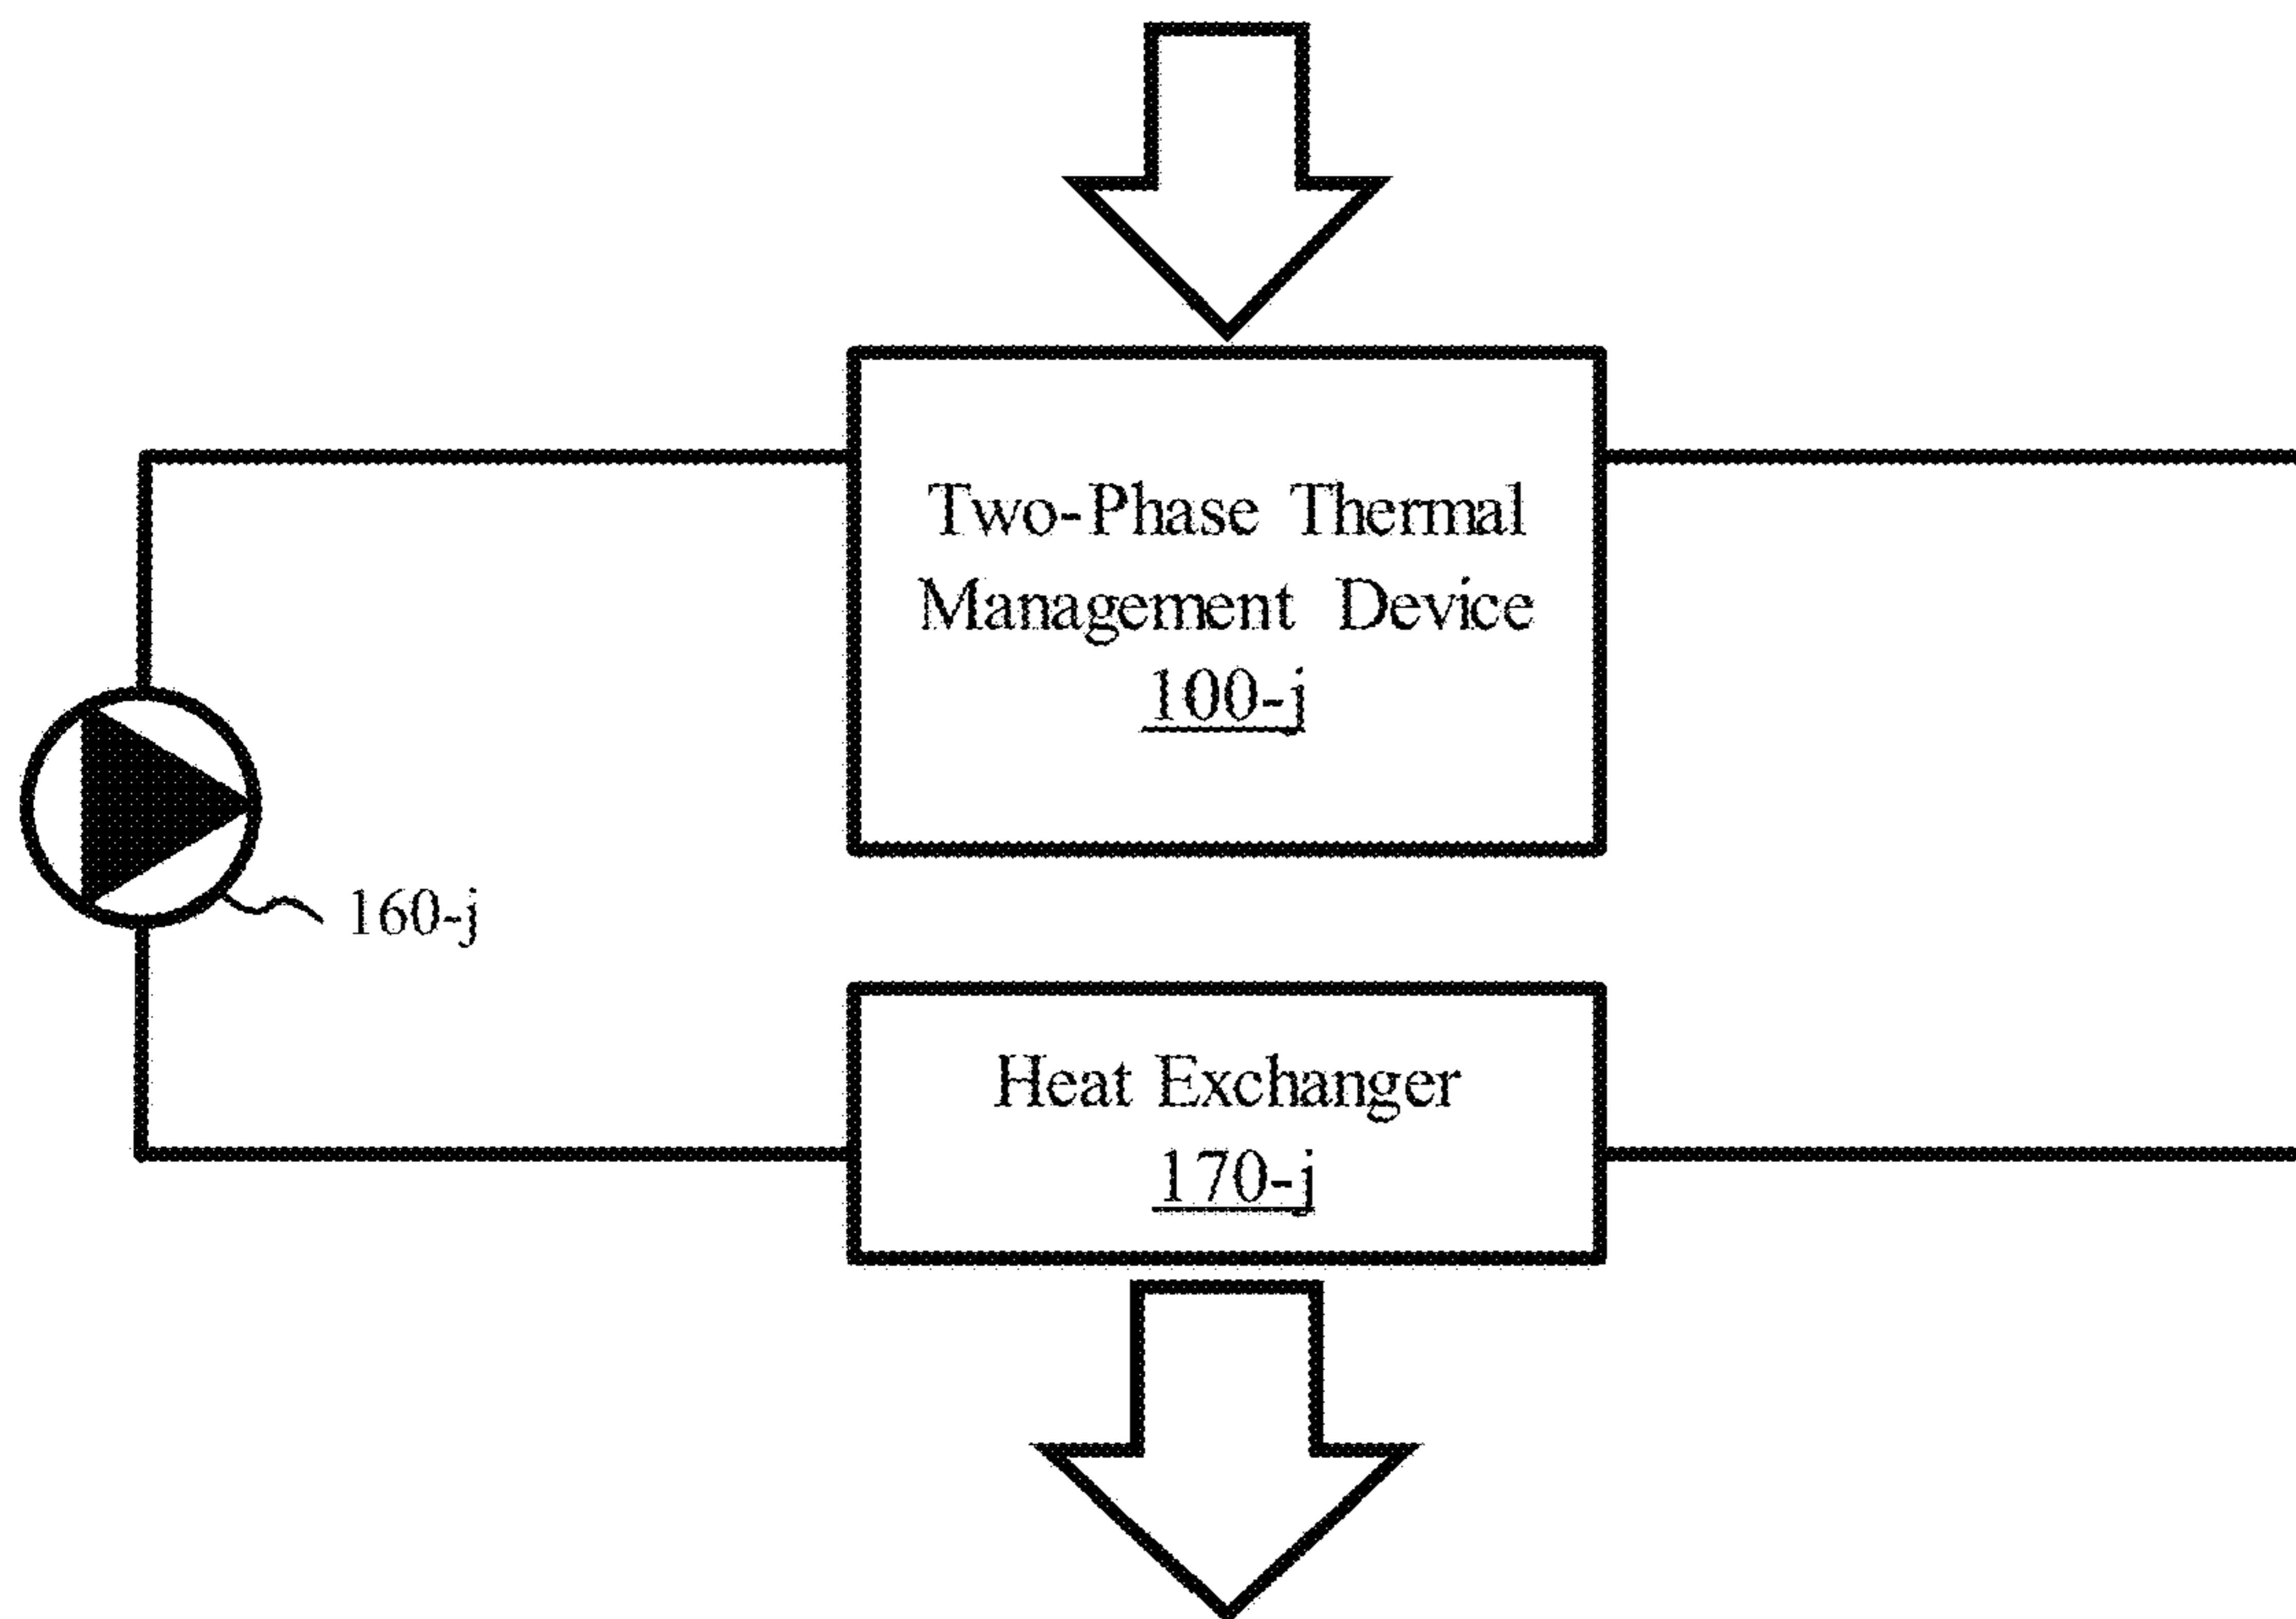 Two-Phase Thermal
Management Device
100-j
160-j
Heat Exchanger
170-j